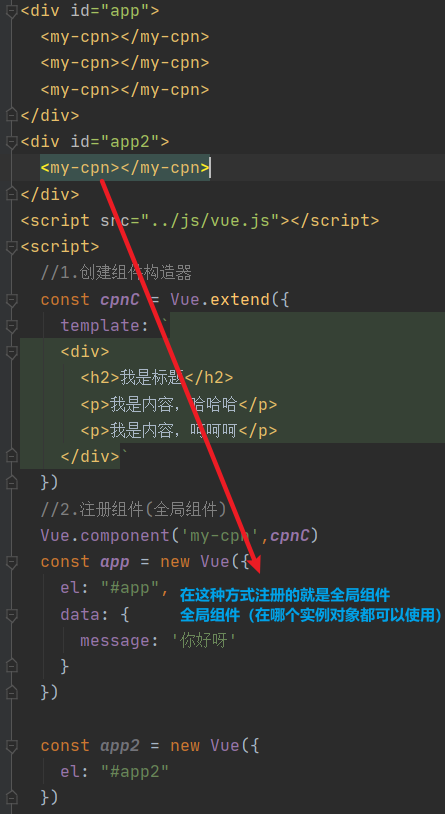 <div id="app">
<my-cpn></my-cpn>
<my-cpn></my-cpn>
<my-cpn></my-cpn>
</div>
<div id="app2">
<my-cpn></my-cpn>
</div>
<script src="../js/vue.js"></script>
<script>
//1.创建组件构造器
const cpnC = Vue.extend({
template: `
<div>
<h2>我是标题</h2>
<p>我是内容，哈哈哈</p>
<p>我是内容，呵呵呵</p>
</div>`
})
//2.注册组件(全局组件)
Vue.component('my-cpn',cpnC)
const app = new Vue({
el: "#app",
在这种方式注册的就是全局组件
data: {
全局组件（在哪个实例对象都可以使用）
message: '你好呀'
}
})
const app2 = new Vue({
el: "#app2"
})